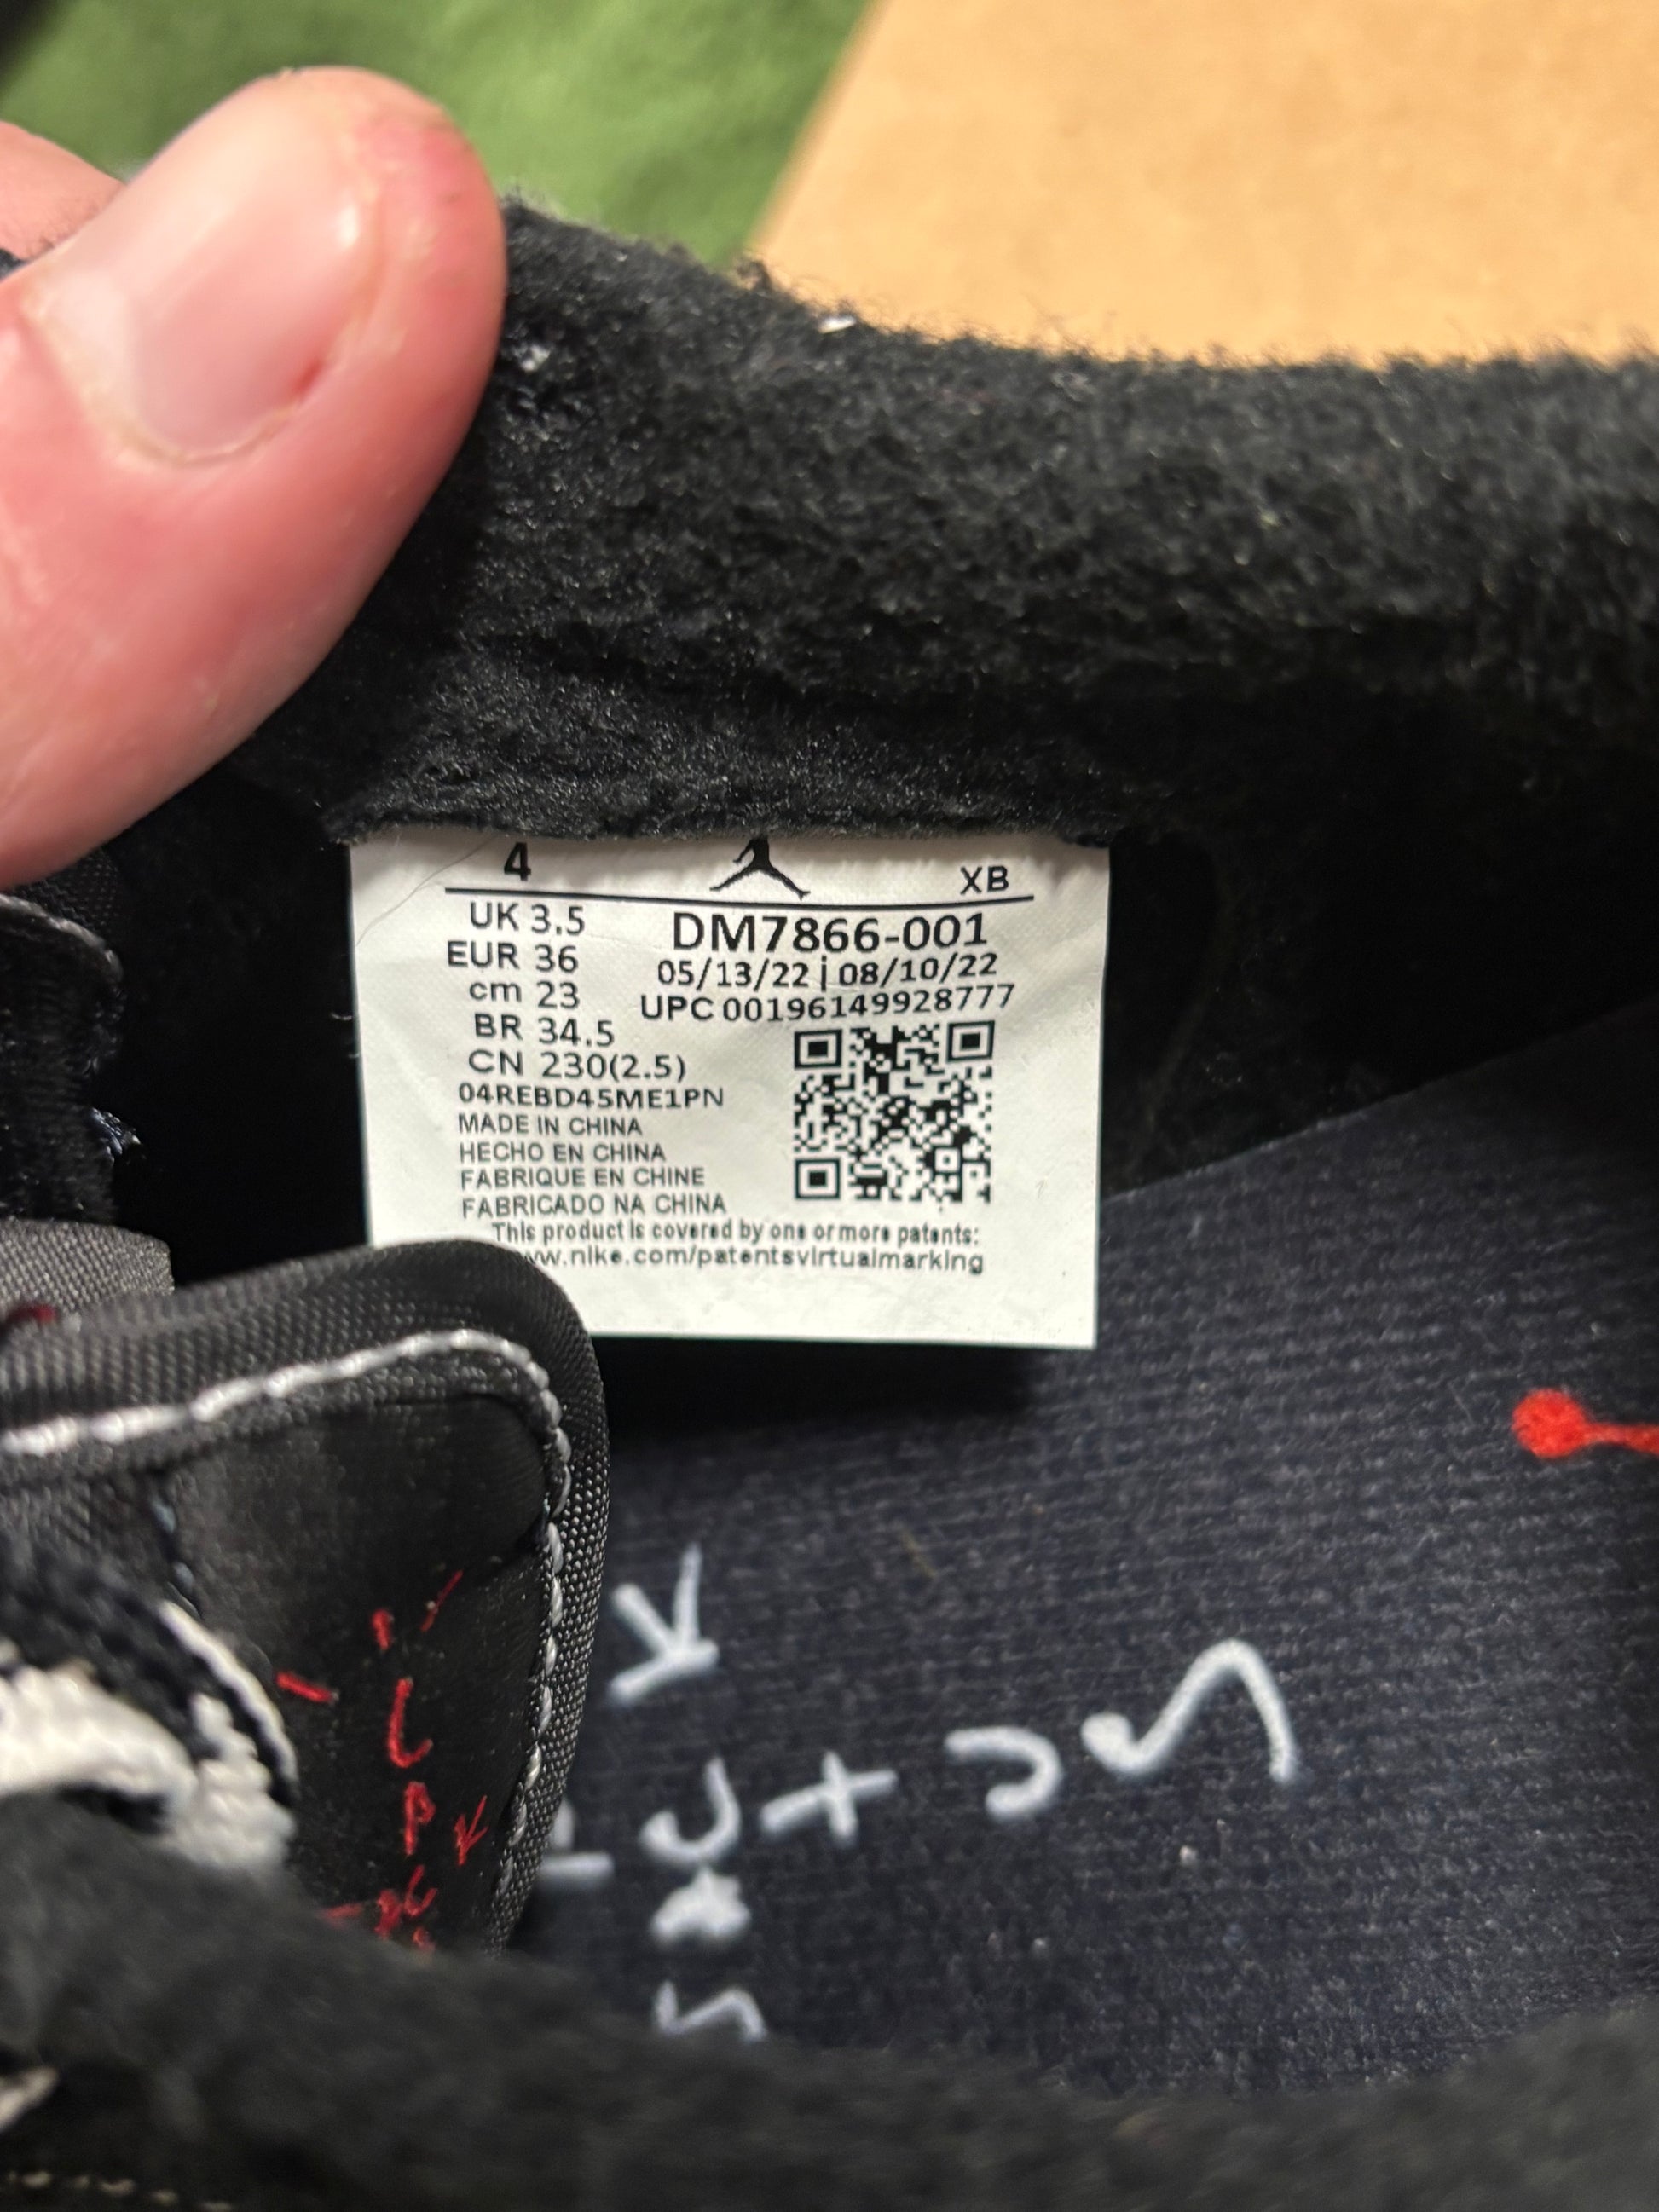 4 XB
UK 3.5
EUR 36
cm 23
BR 34.5
CN 230(2.5)
DM7866-001
05/13/22 | 08/10/22
UPC 00196149928777
04REBD45ME1PN
MADE IN CHINA
HECHO EN CHINA
FABRIQUE EN CHINE
FABRICADO NA CHINA
This product is covered by one or more patents:
w.nike.com/patentsvirtualmarking